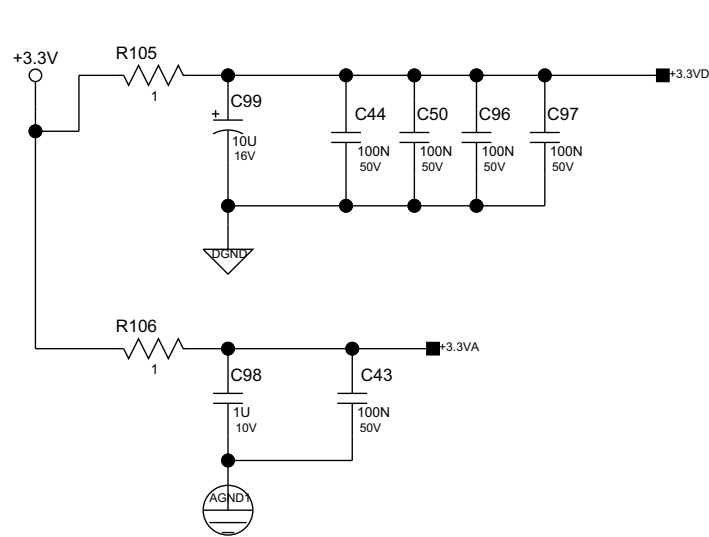 +3.3V
R105
1
+3.3VD
C99
+
10U
16V
C44
100N
50V
C50
100N
50V
C96
100N
50V
C97
100N
50V
DGND
R106
1
+3.3VA
C98
1U
10V
C43
100N
50V
AGND1